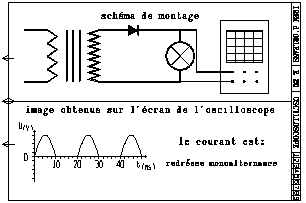 schéma de montage
image obtenue sur l'écran de l'oscilloscope
U(V)
le courant est:
redressé monoalternance
0
10
20
30
40
t(ms)